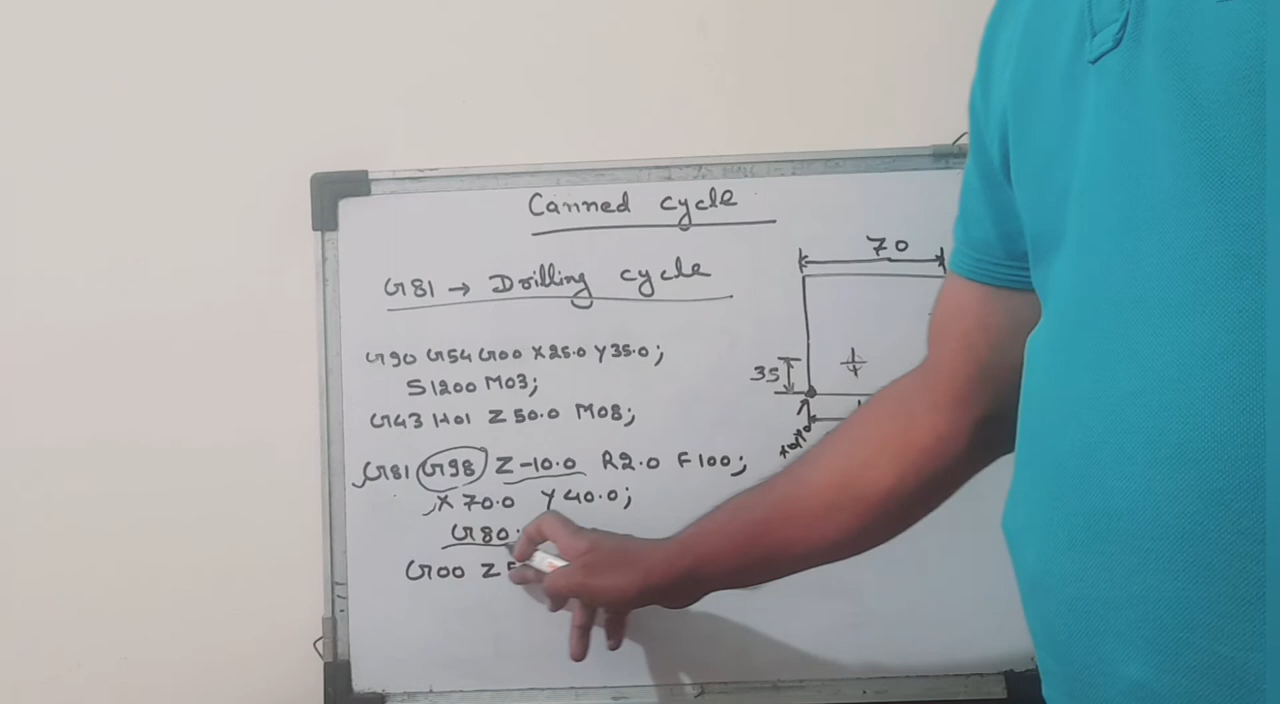 Canned cycle
G81 → Drilling cycle
G90 G54 G00 X25.0 Y35.0;
S1200 M03;
G43 H01 Z50.0 M08;
G81 G98 Z-10.0 R2.0 F100;
X70.0 Y40.0;
G80
G00 Z
70
35